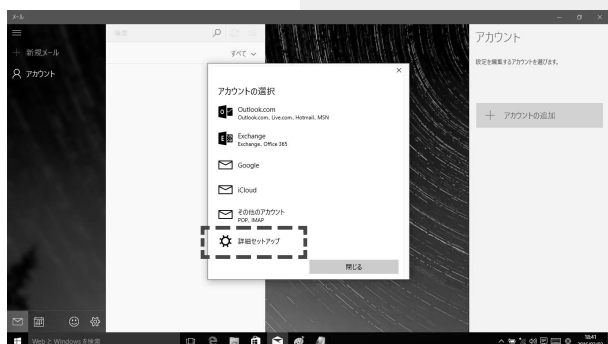 メール
新規メール
アカウント
検索
すべて
アカウントの選択
Outlook.com
Outlook.com、Live.com、Hotmail、MSN
Exchange
Exchange、Office 365
Google
iCloud
その他のアカウント
POP、IMAP
詳細セットアップ
閉じる
アカウント
設定を編集するアカウントを選びます。
アカウントの追加
Web と Windows を検索
18:41